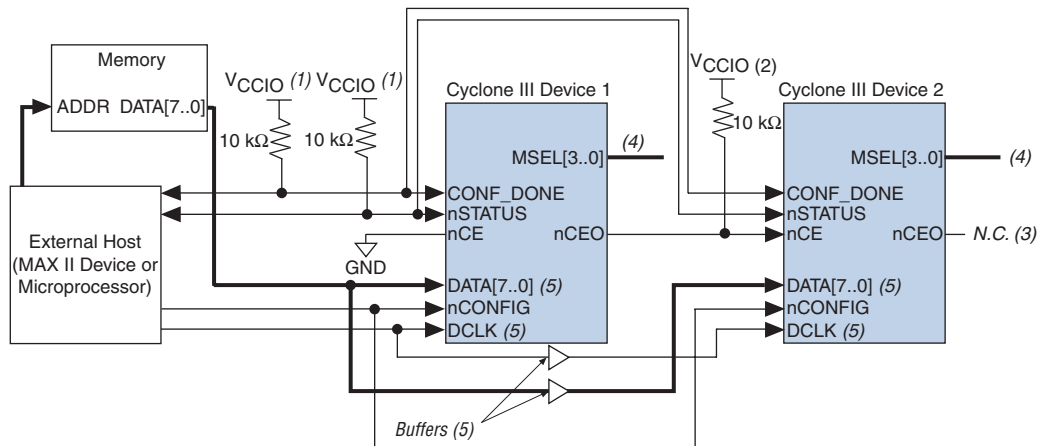 Memory
ADDR DATA[7..0]
VCCIO (1)
VCCIO (1)
10 kΩ
10 kΩ
Cyclone III Device 1
MSEL[3..0]
(4)
CONF_DONE
nSTATUS
nCE
nCEO
GND
DATA[7..0] (5)
nCONFIG
DCLK (5)
External Host
(MAX II Device or
Microprocessor)
VCCIO (2)
10 kΩ
Cyclone III Device 2
MSEL[3..0]
(4)
CONF_DONE
nSTATUS
nCE
nCEO
N.C. (3)
DATA[7..0] (5)
nCONFIG
DCLK (5)
Buffers (5)